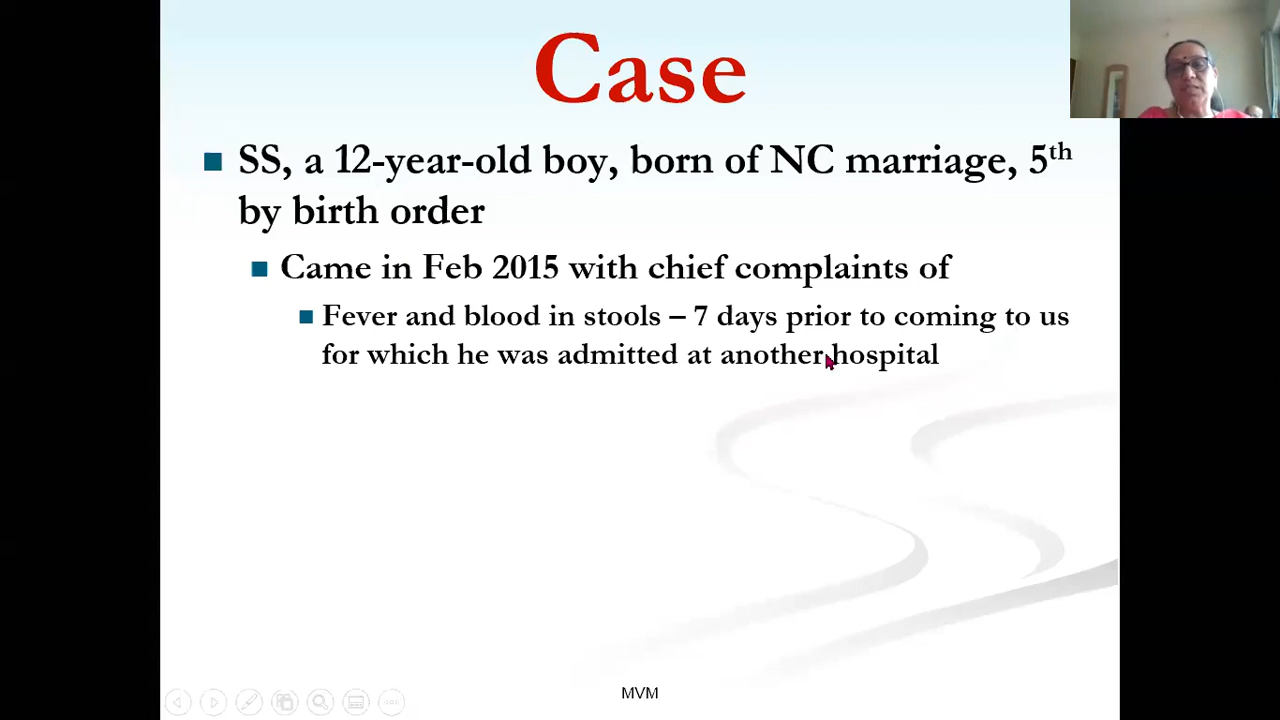 Case
SS, a 12-year-old boy, born of NC marriage, 5th
by birth order
Came in Feb 2015 with chief complaints of
Fever and blood in stools – 7 days prior to coming to us
for which he was admitted at another hospital
MVM